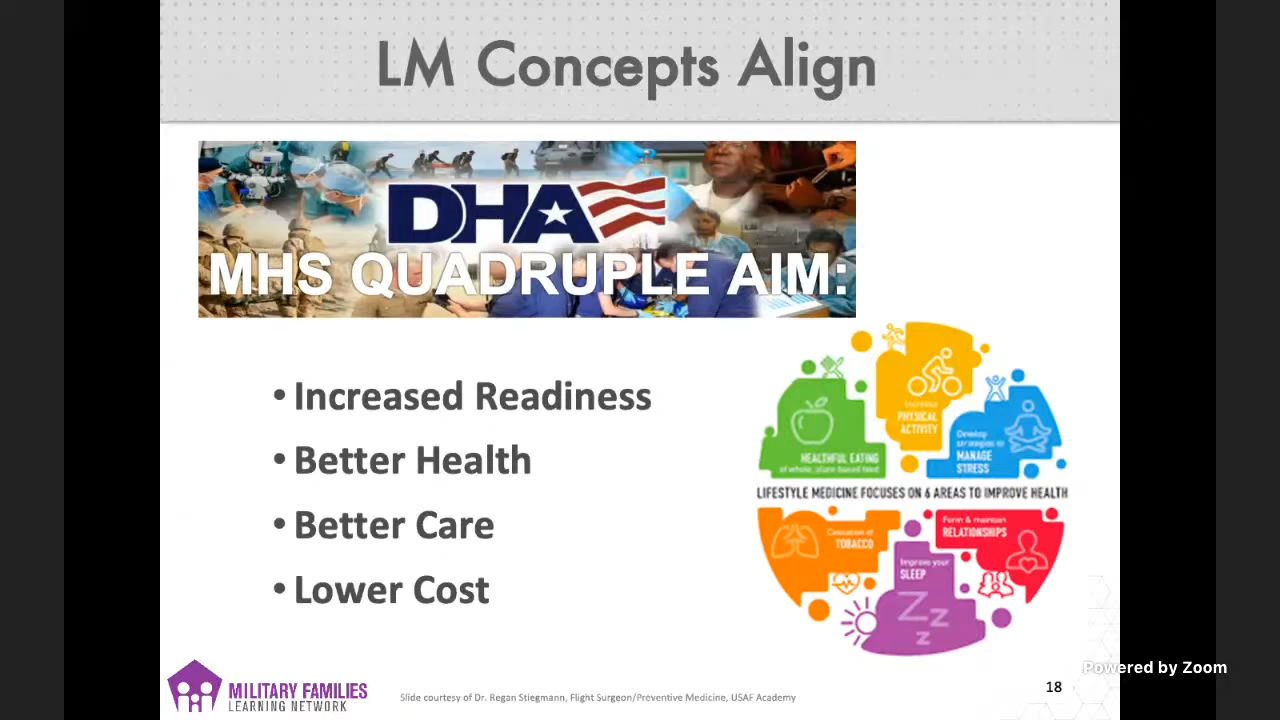 LM Concepts Align
DHA
MHS QUADRUPLE AIM:
• Increased Readiness
• Better Health
• Better Care
• Lower Cost
Increase
PHYSICAL
ACTIVITY
HEALTHFUL EATING
of whole, plant-based food
Develop
strategies to
MANAGE
STRESS
LIFESTYLE MEDICINE FOCUSES ON 6 AREAS TO IMPROVE HEALTH
Cessation of
TOBACCO
Form & maintain
RELATIONSHIPS
Improve your
SLEEP
Z Z Z
MILITARY FAMILIES
LEARNING NETWORK
Slide courtesy of Dr. Regan Stiegmann, Flight Surgeon/Preventive Medicine, USAF Academy
18
Powered by Zoom